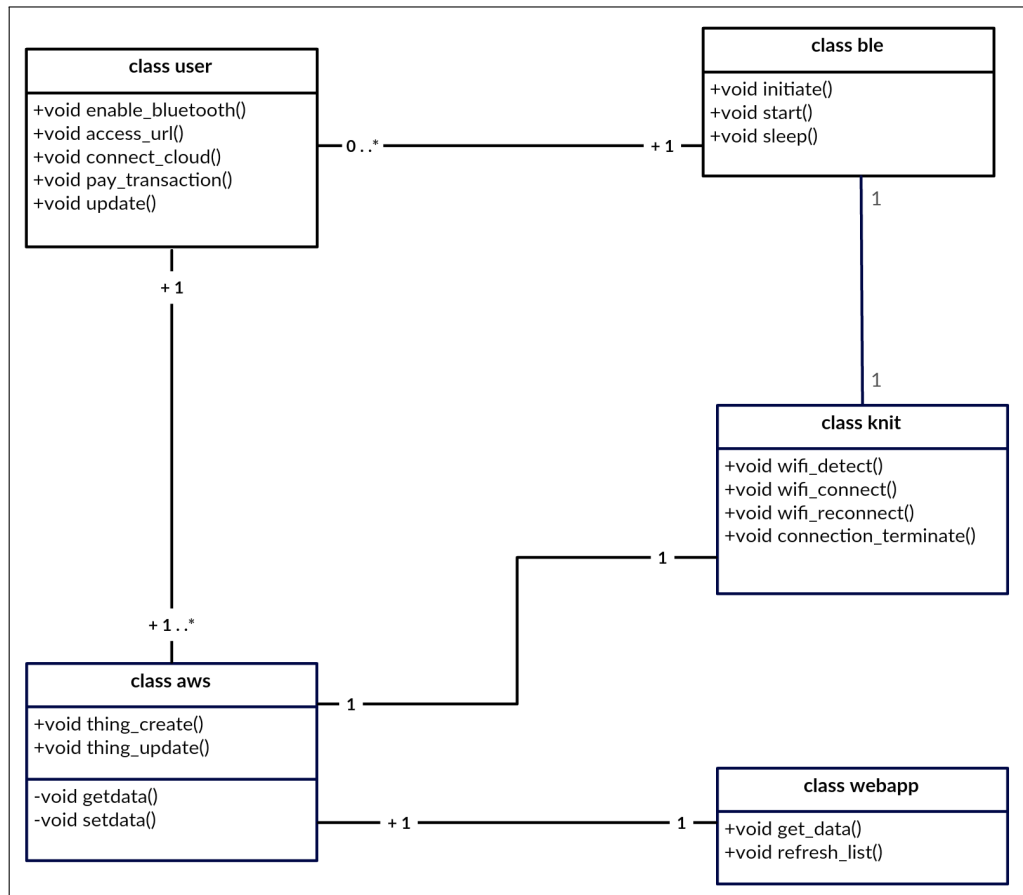 class user
+void enable_bluetooth()
+void access_url()
+void connect_cloud()
+void pay_transaction()
+void update()
0 . .*
+ 1
class ble
+void initiate()
+void start()
+void sleep()
1
1
+ 1
+ 1 . .*
class knit
+void wifi_detect()
+void wifi_connect()
+void wifi_reconnect()
+void connection_terminate()
1
1
class aws
+void thing_create()
+void thing_update()
-void getdata()
-void setdata()
+ 1
1
class webapp
+void get_data()
+void refresh_list()